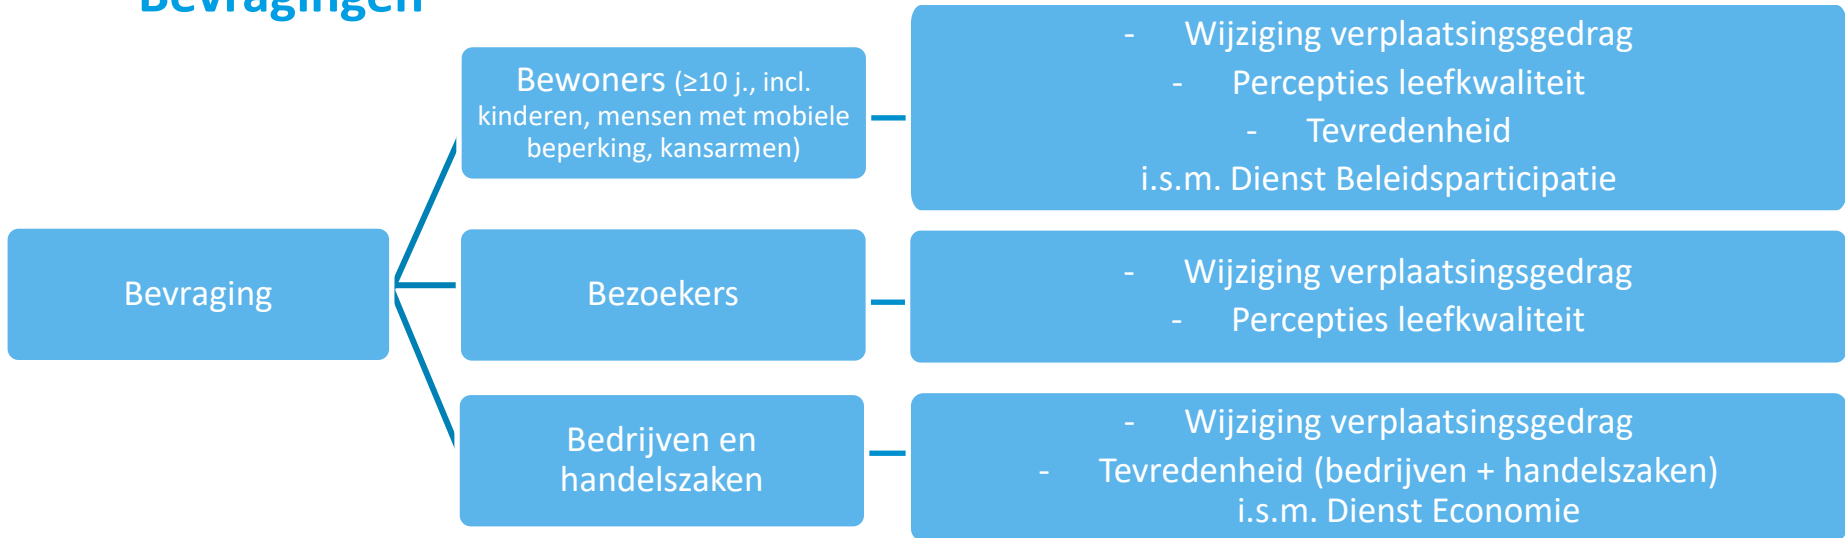 Bevragingen
Bevraging
Bewoners (≥10 j., incl.
kinderen, mensen met mobiele
beperking, kansarmen)
- Wijziging verplaatsingsgedrag
- Percepties leefkwaliteit
- Tevredenheid
i.s.m. Dienst Beleidsparticipatie
Bezoekers
- Wijziging verplaatsingsgedrag
- Percepties leefkwaliteit
Bedrijven en
handelszaken
- Wijziging verplaatsingsgedrag
- Tevredenheid (bedrijven + handelszaken)
i.s.m. Dienst Economie